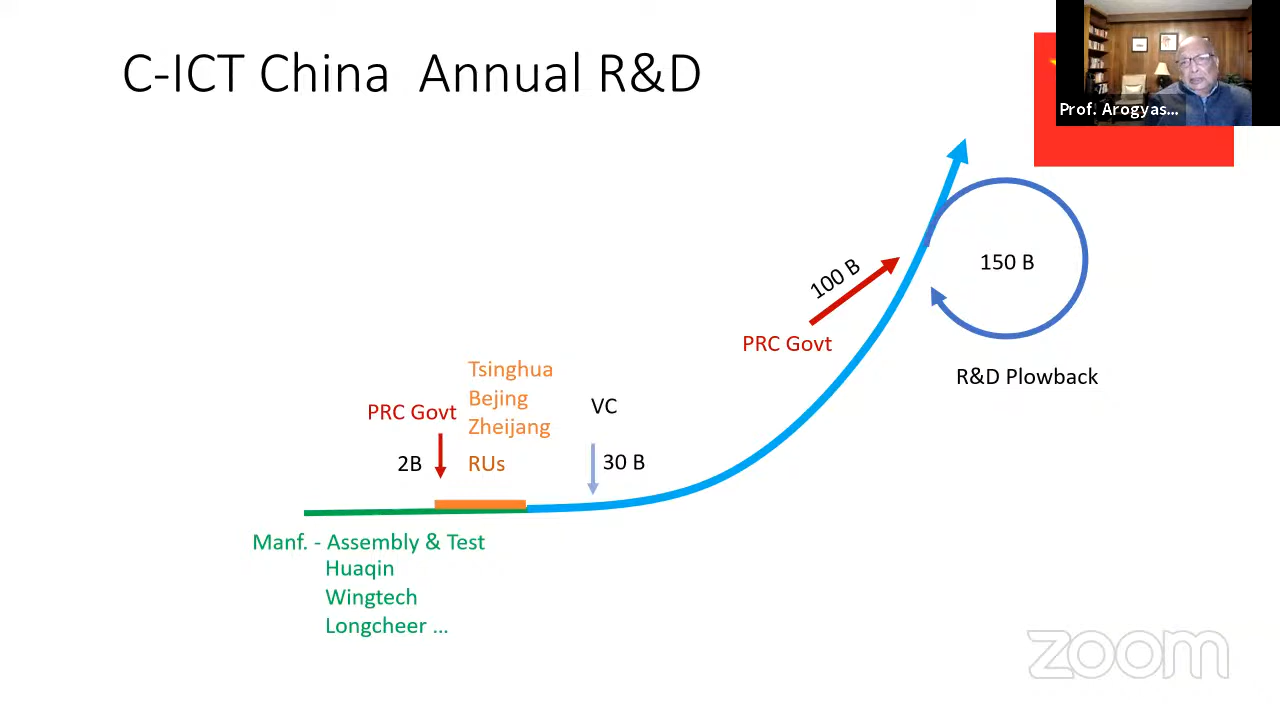 C-ICT China Annual R&D
Prof. Arogyas...
100 B
150 B
PRC Govt
R&D Plowback
Tsinghua
Bejing
Zheijang
RUs
PRC Govt
2B
VC
30 B
Manf. - Assembly & Test
Huaqin
Wingtech
Longcheer ...
zoom